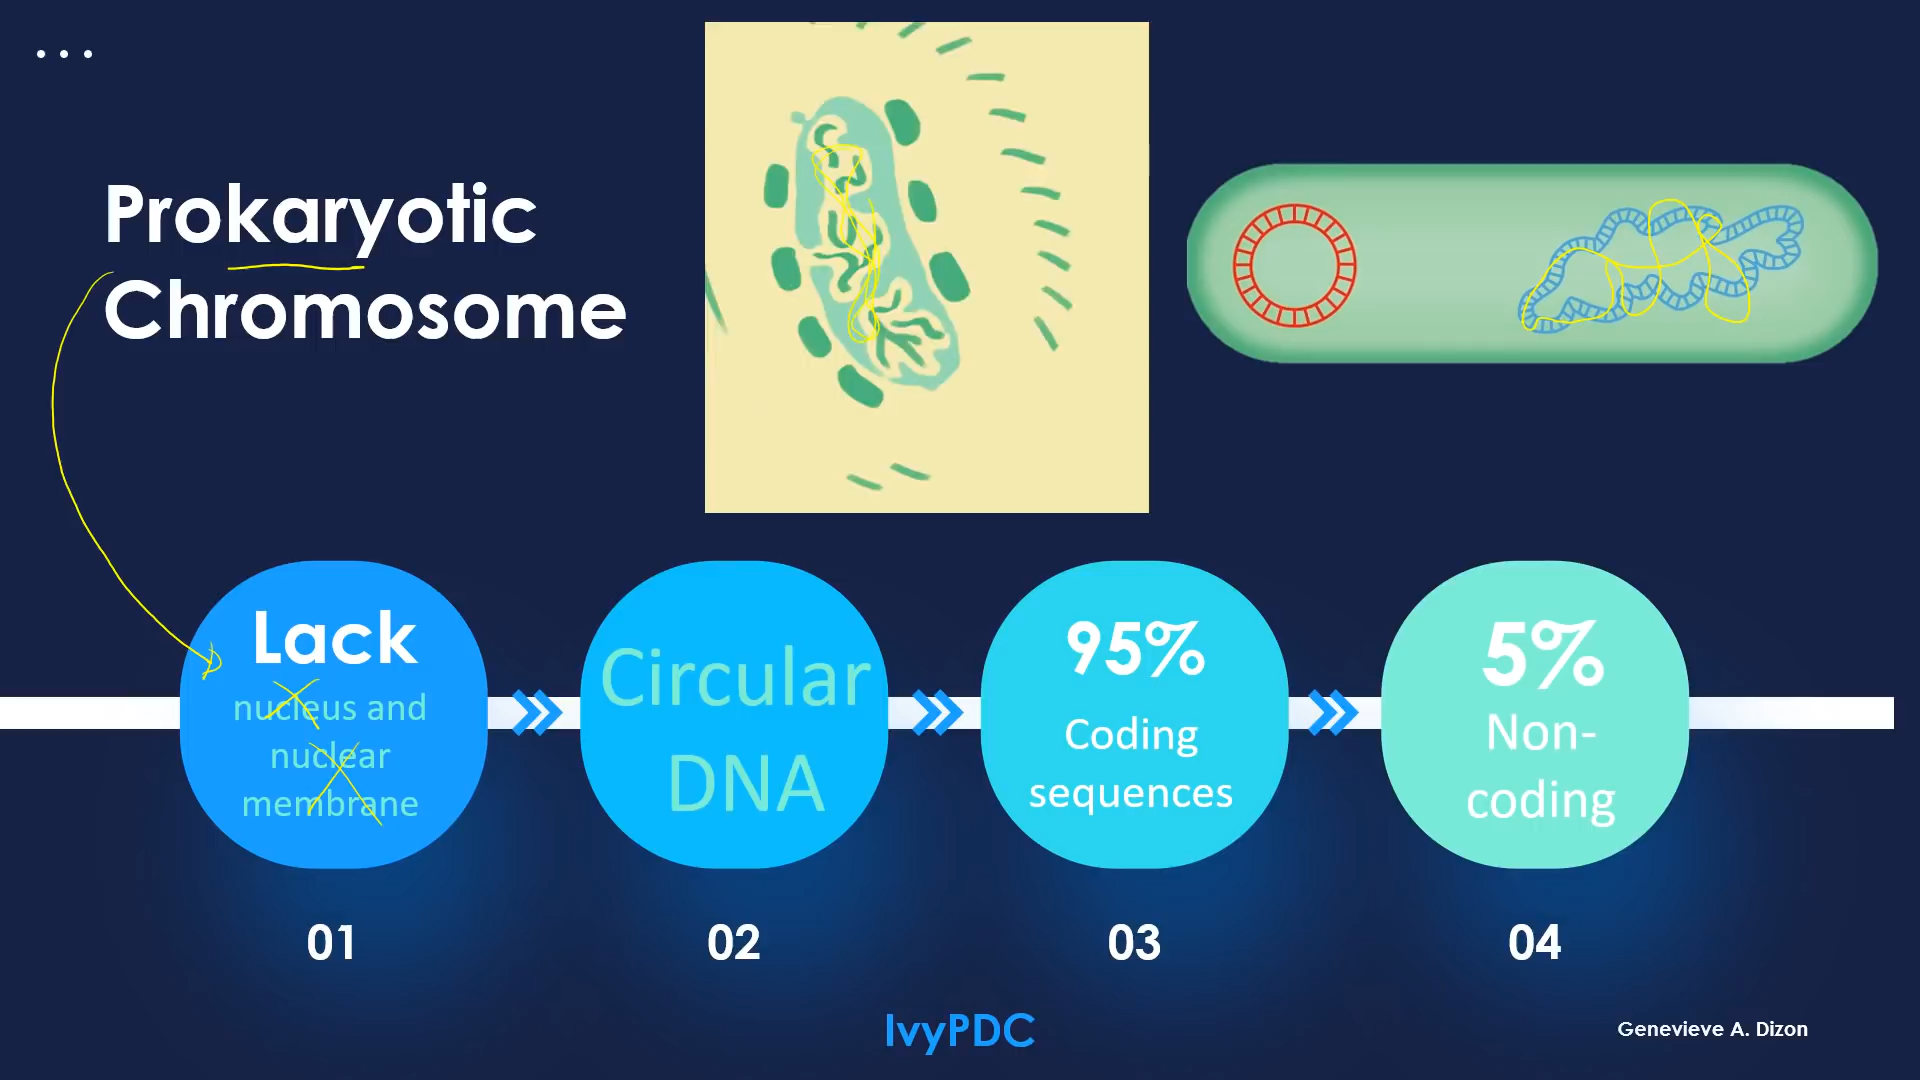 Prokaryotic
Chromosome
Lack
nucleus and
nuclear
membrane
Circular
DNA
95%
Coding
sequences
5%
Non-
coding
01
02
03
04
IvyPDC
Genevieve A. Dizon